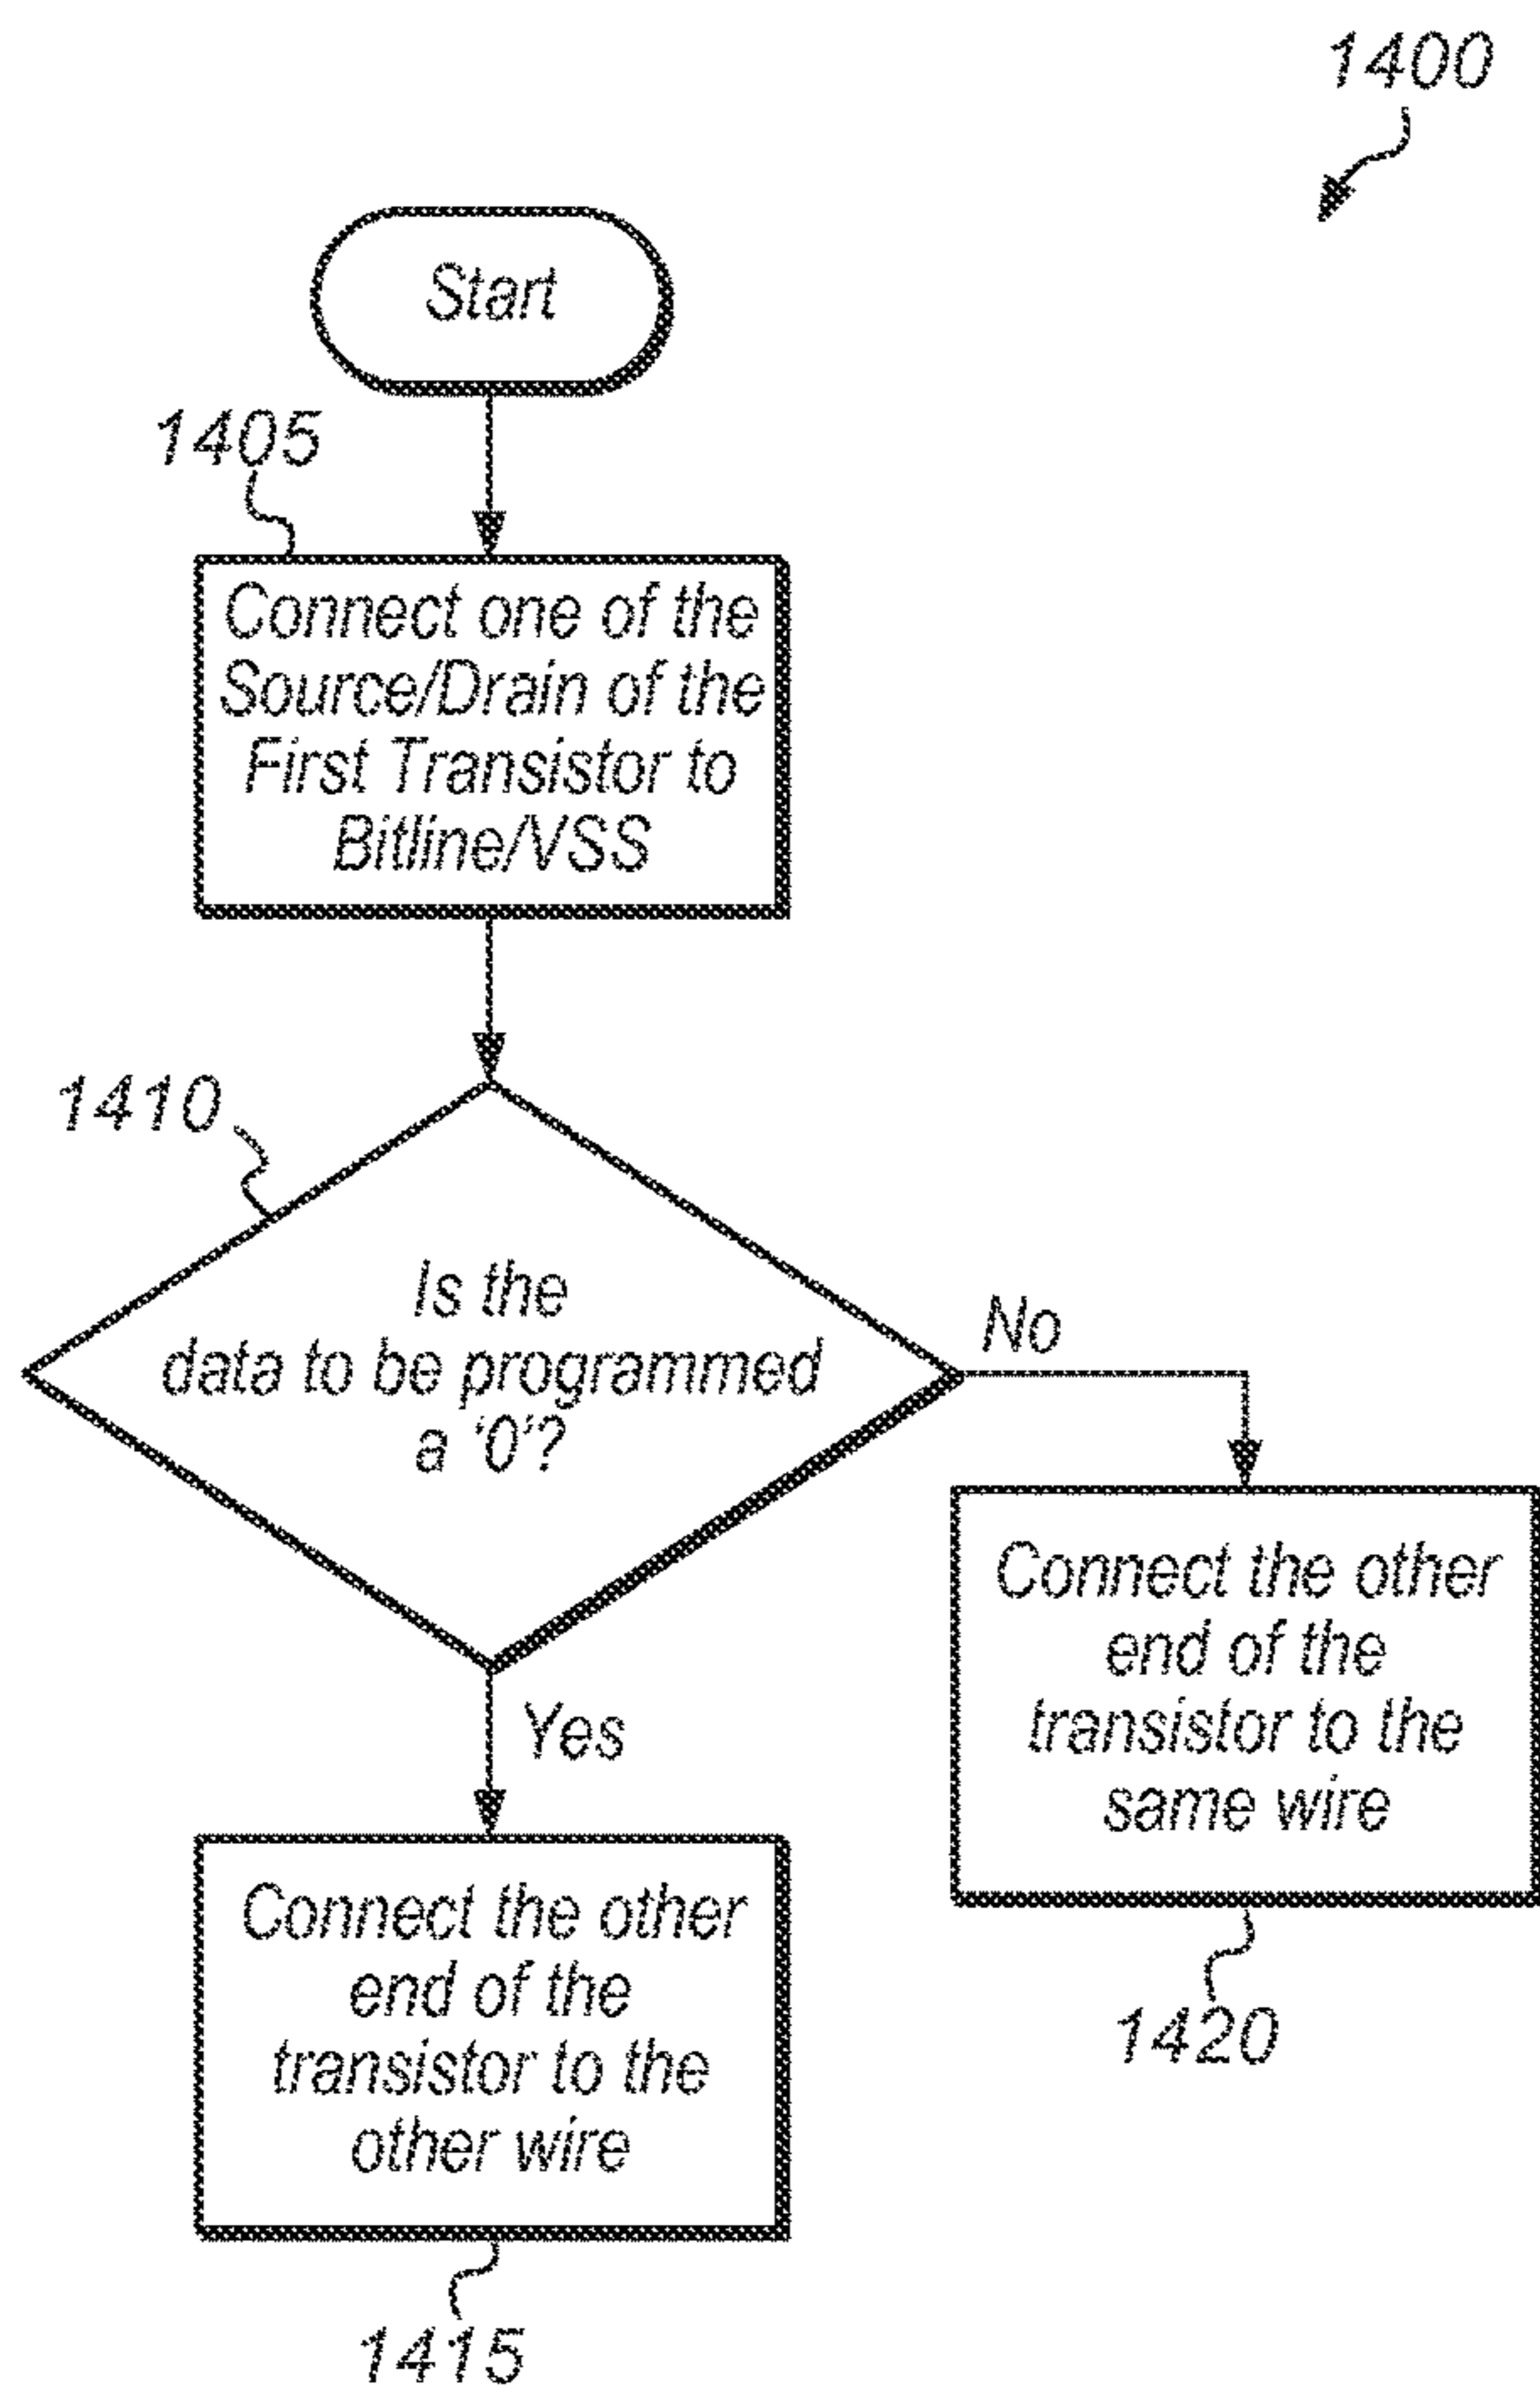 1400
Start
1405
Connect one of the
Source/Drain of the
First Transistor to
Bitline/VSS
1410
Is the
data to be programmed
a ‘0’?
No
Yes
Connect the other
end of the
transistor to the
same wire
1420
Connect the other
end of the
transistor to the
other wire
1415